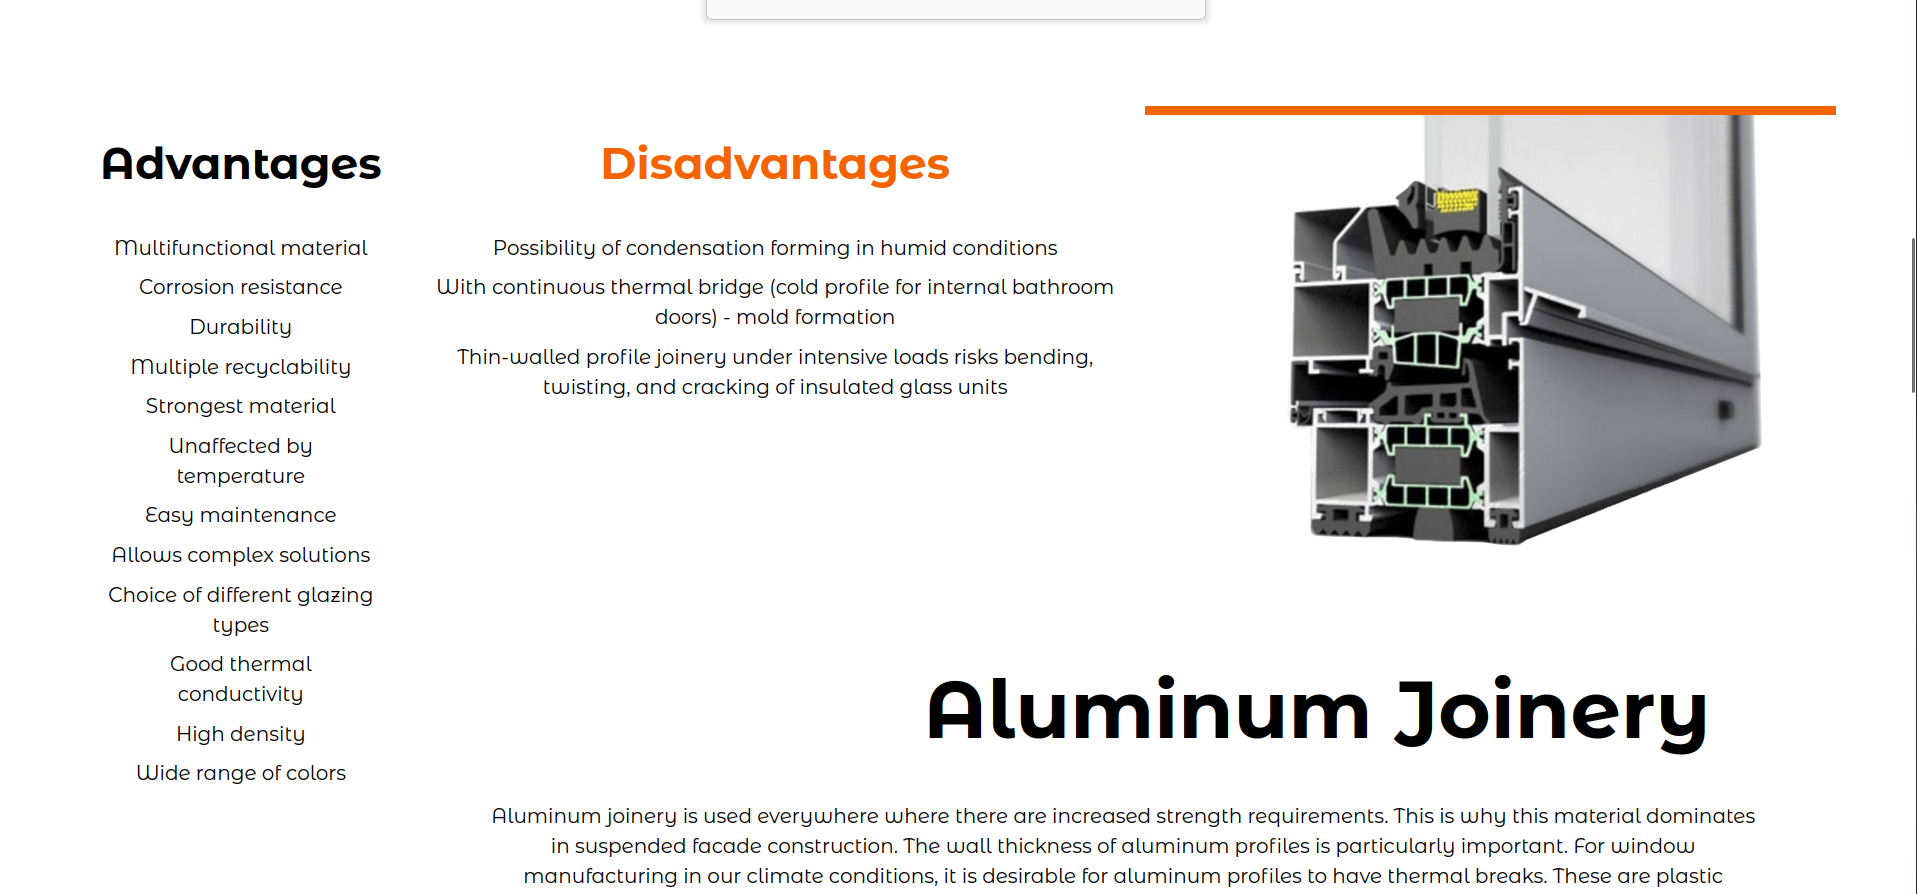 Advantages
Multifunctional material
Corrosion resistance
Durability
Multiple recyclability
Strongest material
Unaffected by
temperature
Easy maintenance
Allows complex solutions
Choice of different glazing
types
Good thermal
conductivity
High density
Wide range of colors
Disadvantages
Possibility of condensation forming in humid conditions
With continuous thermal bridge (cold profile for internal bathroom
doors) - mold formation
Thin-walled profile joinery under intensive loads risks bending,
twisting, and cracking of insulated glass units
Aluminum Joinery
Aluminum joinery is used everywhere where there are increased strength requirements. This is why this material dominates
in suspended facade construction. The wall thickness of aluminum profiles is particularly important. For window
manufacturing in our climate conditions, it is desirable for aluminum profiles to have thermal breaks. These are plastic